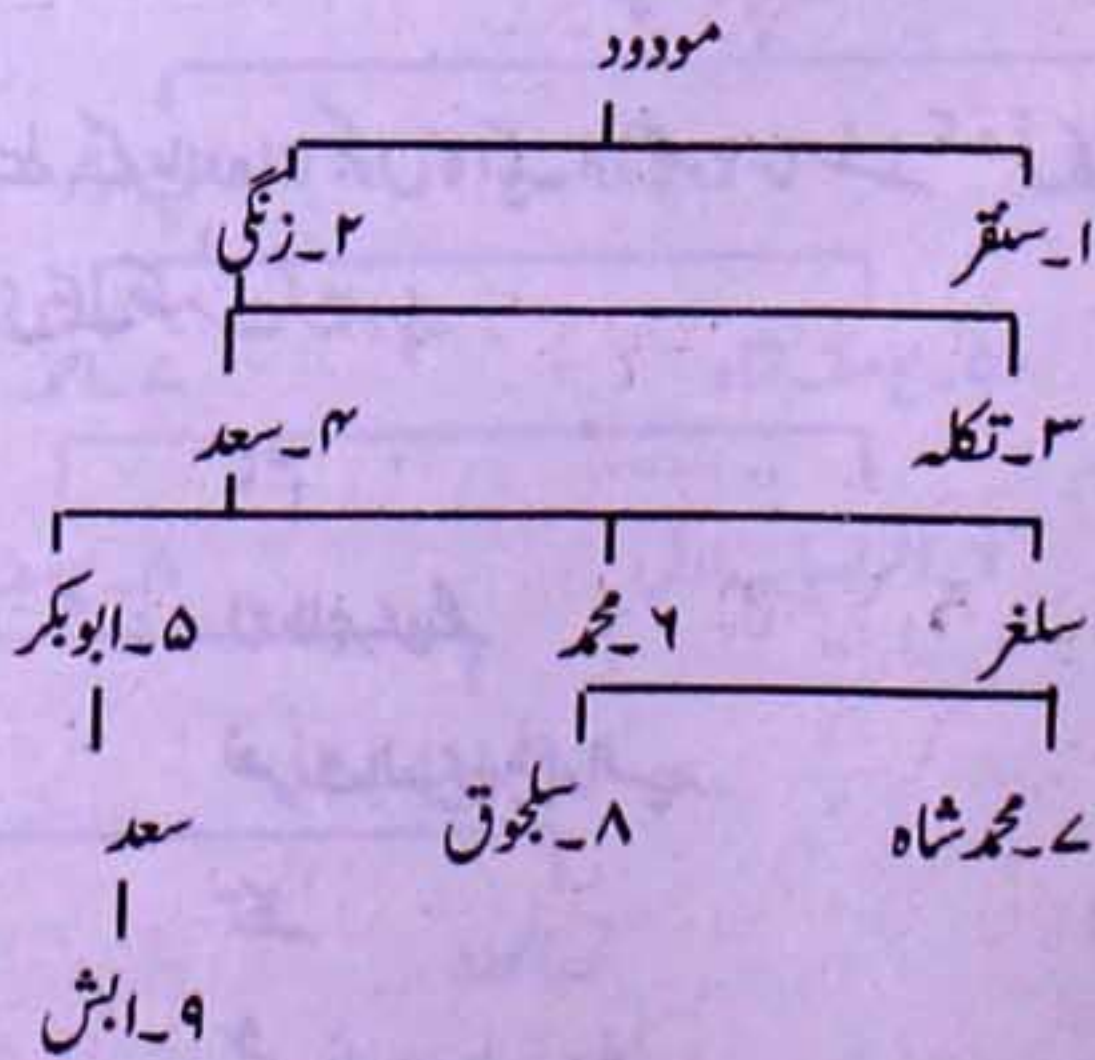 مودود
۱۔سنقر ۲۔زنگی
۳۔تکلہ ۴۔سعد
سلغر ۶۔محمد ۵۔ابوبکر
۷۔محمد شاہ ۸۔سلجوق سعد
۹۔ابش